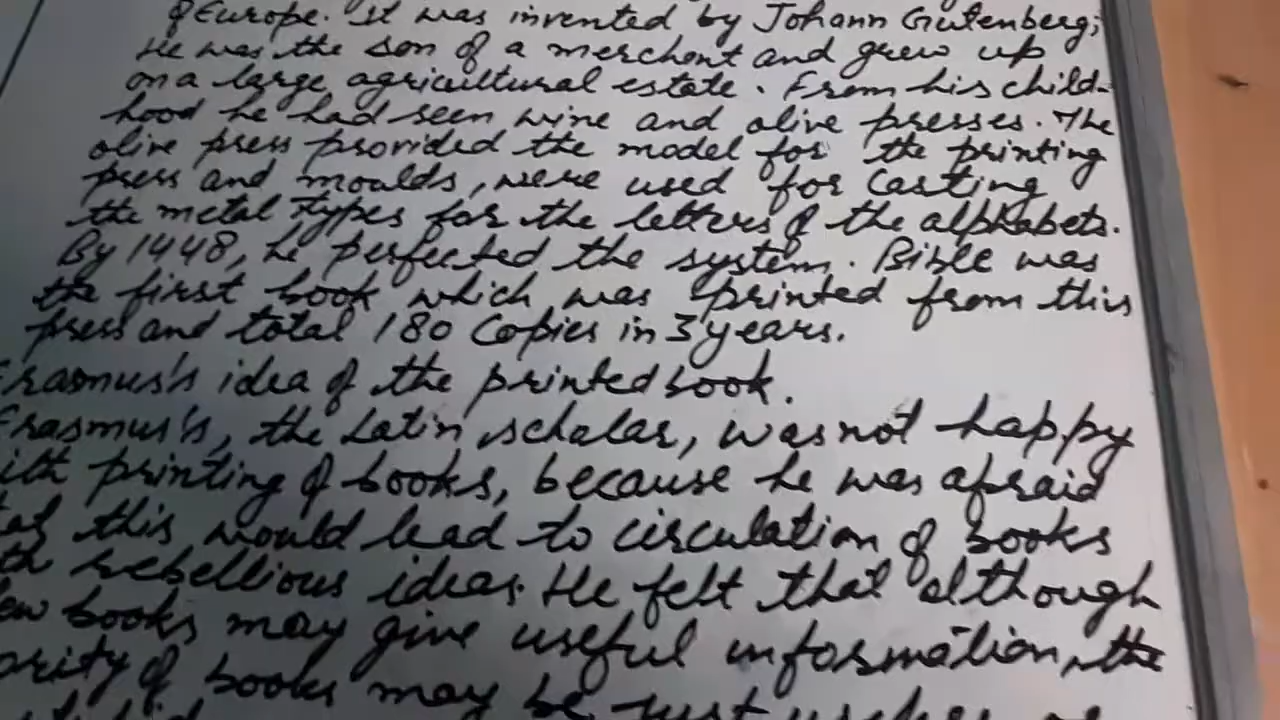 of Europe. It was invented by Johann Gutenberg;
He was the son of a merchant and grew up
on a large agricultural estate. From his child-
hood he had seen wine and olive presses. The
olive press provided the model for the printing
press and moulds, were used for Casting
the metal types for the letters of the alphabets.
By 1448, he perfected the system. Bible was
the first book which was printed from this
press and total 180 Copies in 3 years.
Erasmus's idea of the printed book.
Erasmus's, the Latin scholar, was not happy
ith printing of books, because he was afraid
this would lead to circulation of books
rebellious ideas. He felt that although
ew books may give useful information, the
ority of books may be just